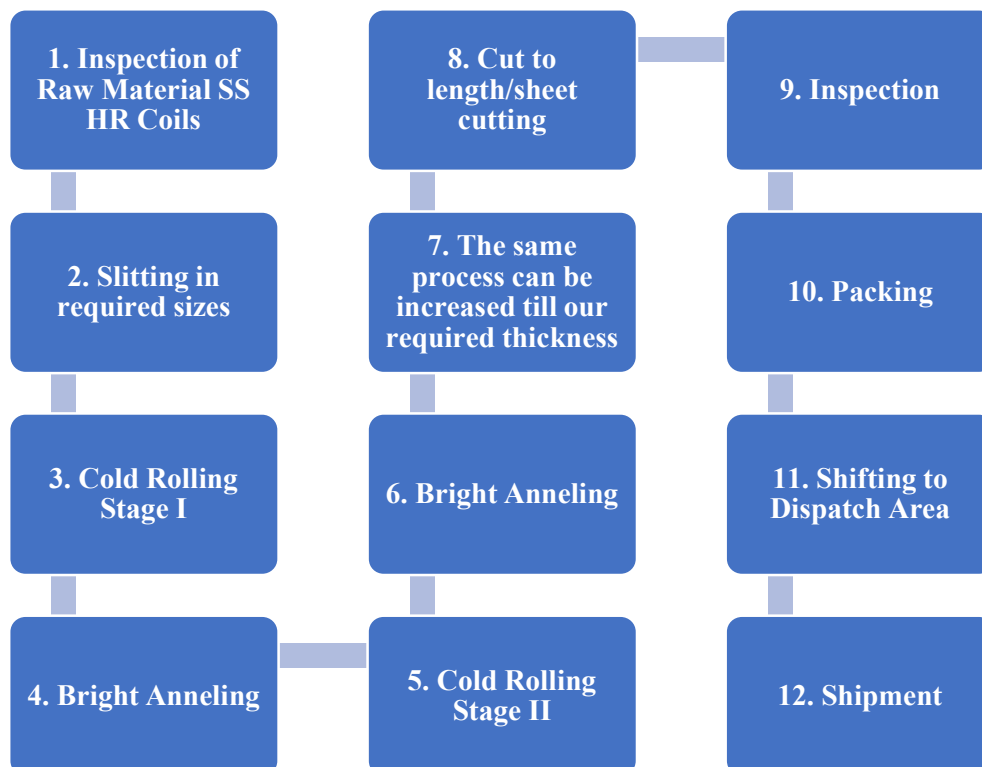 1. Inspection of
Raw Material SS
HR Coils
2. Slitting in
required sizes
3. Cold Rolling
Stage I
4. Bright Anneling
5. Cold Rolling
Stage II
6. Bright Anneling
7. The same
process can be
increased till our
required thickness
8. Cut to
length/sheet
cutting
9. Inspection
10. Packing
11. Shifting to
Dispatch Area
12. Shipment